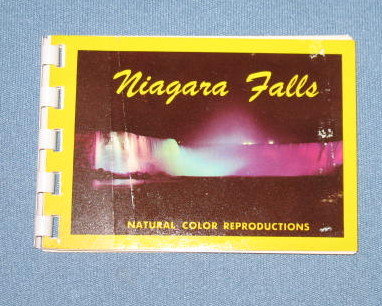 Niagara Falls
NATURAL COLOR REPRODUCTIONS